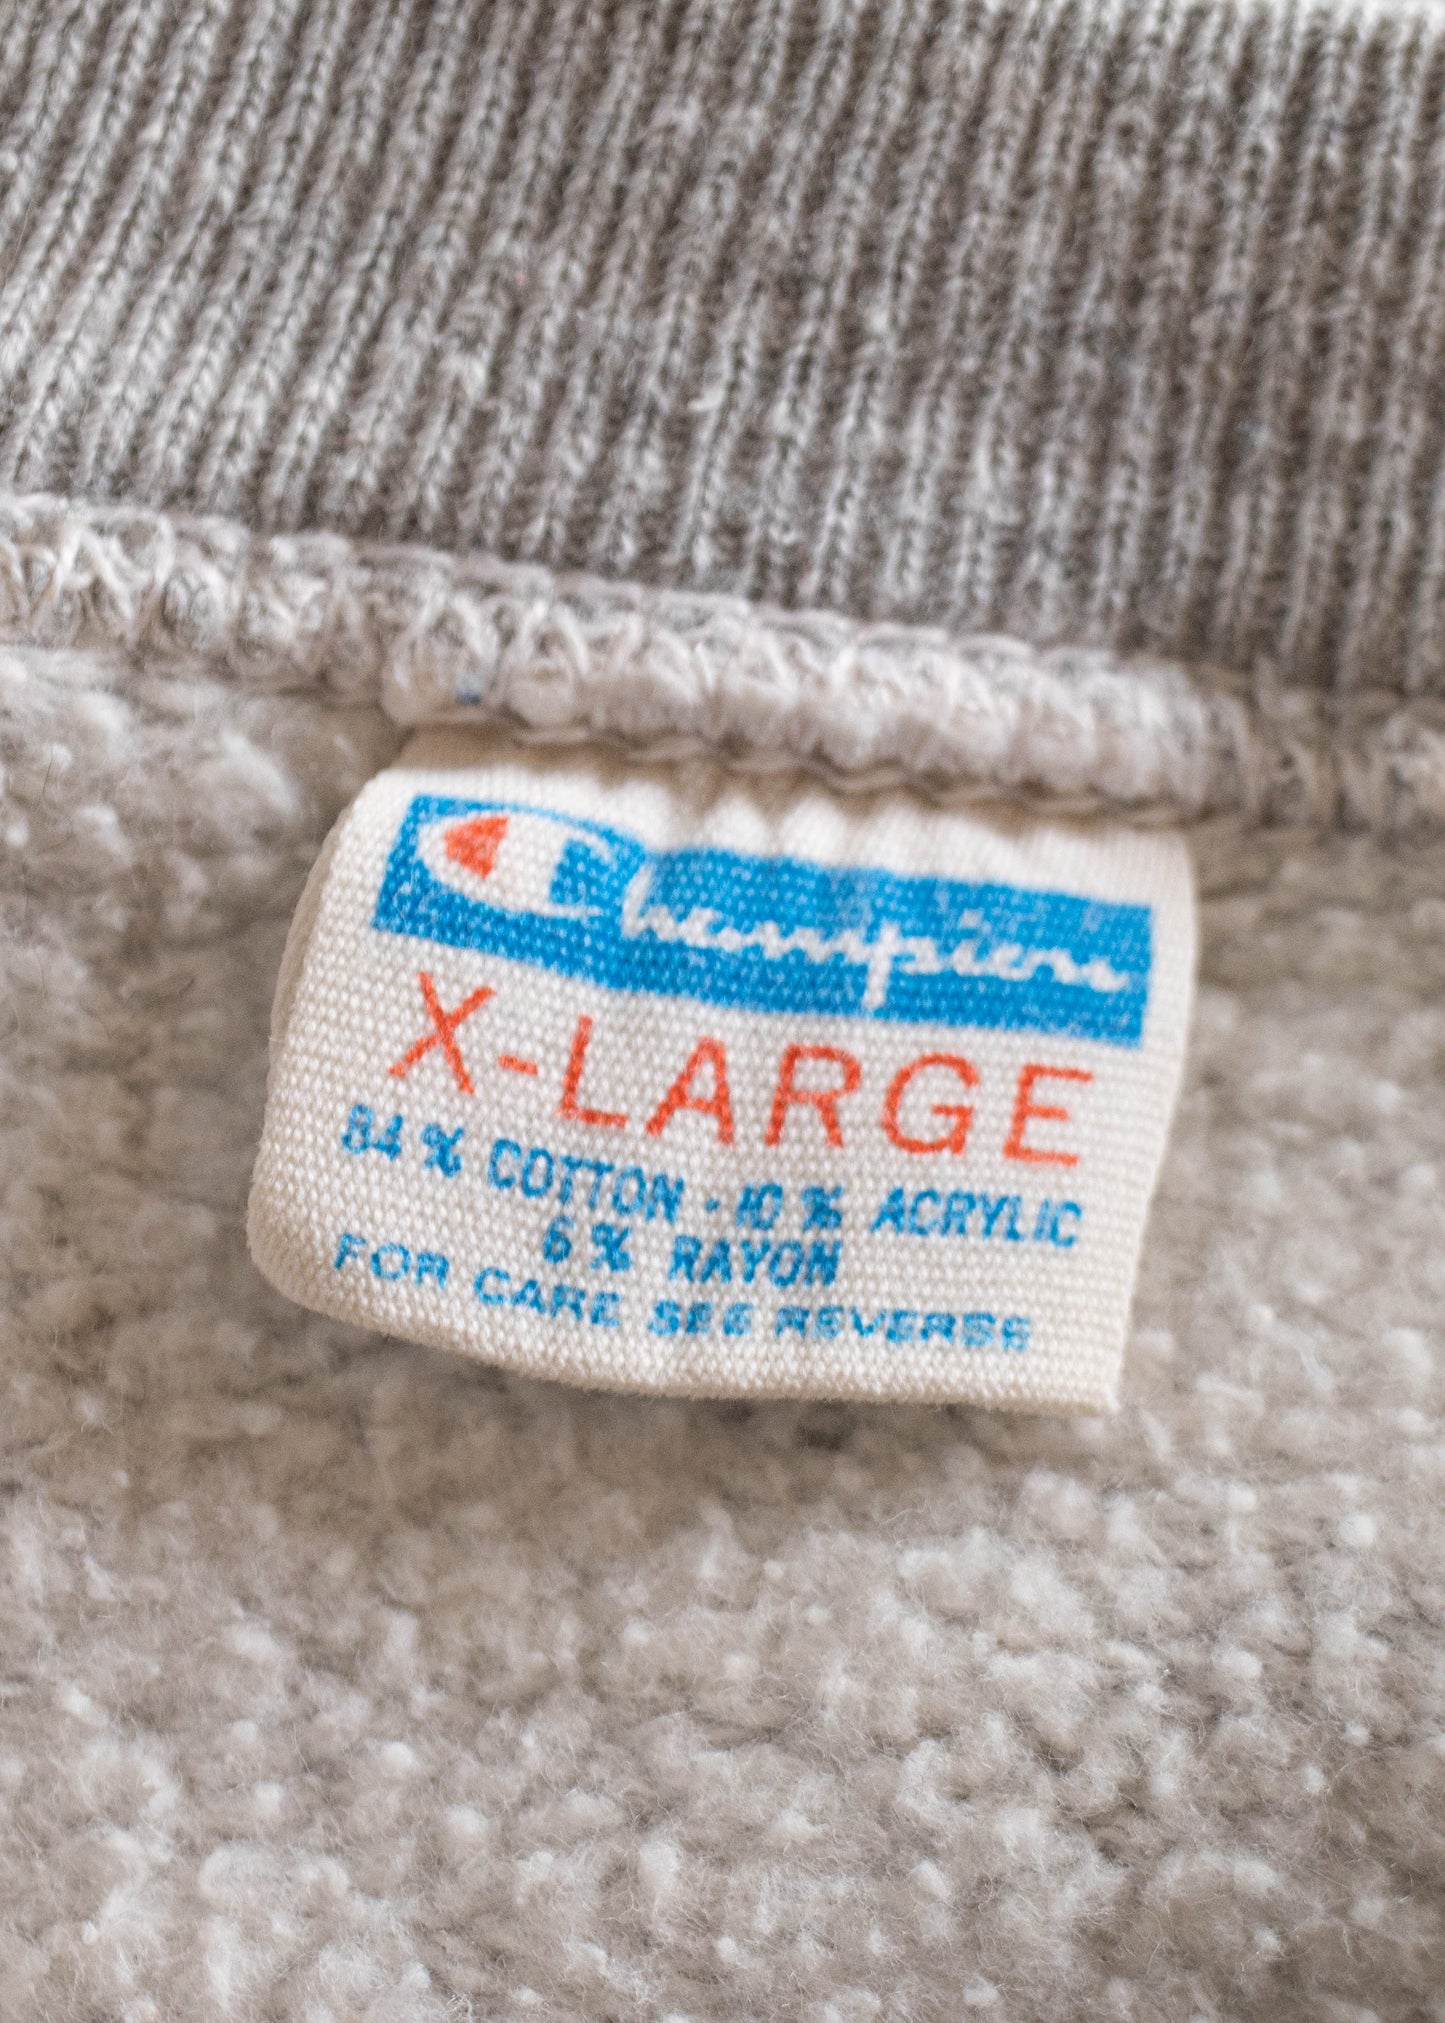 Champion
X-LARGE
84% COTTON - 10% ACRYLIC
6% RAYON
FOR CARE SEE REVERSE